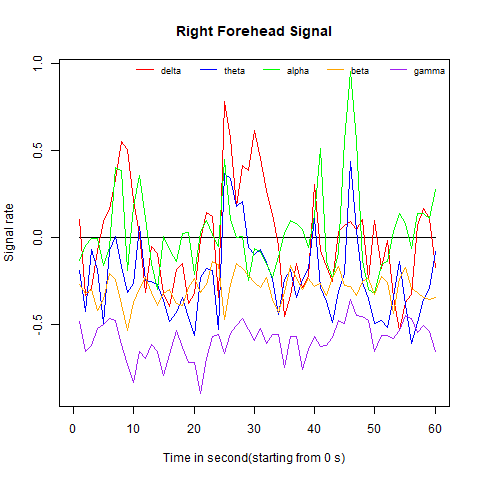 Right Forehead Signal
delta theta alpha beta gamma
1.0
0.5
0.0
-0.5
Signal rate
0 10 20 30 40 50 60
Time in second(starting from 0 s)